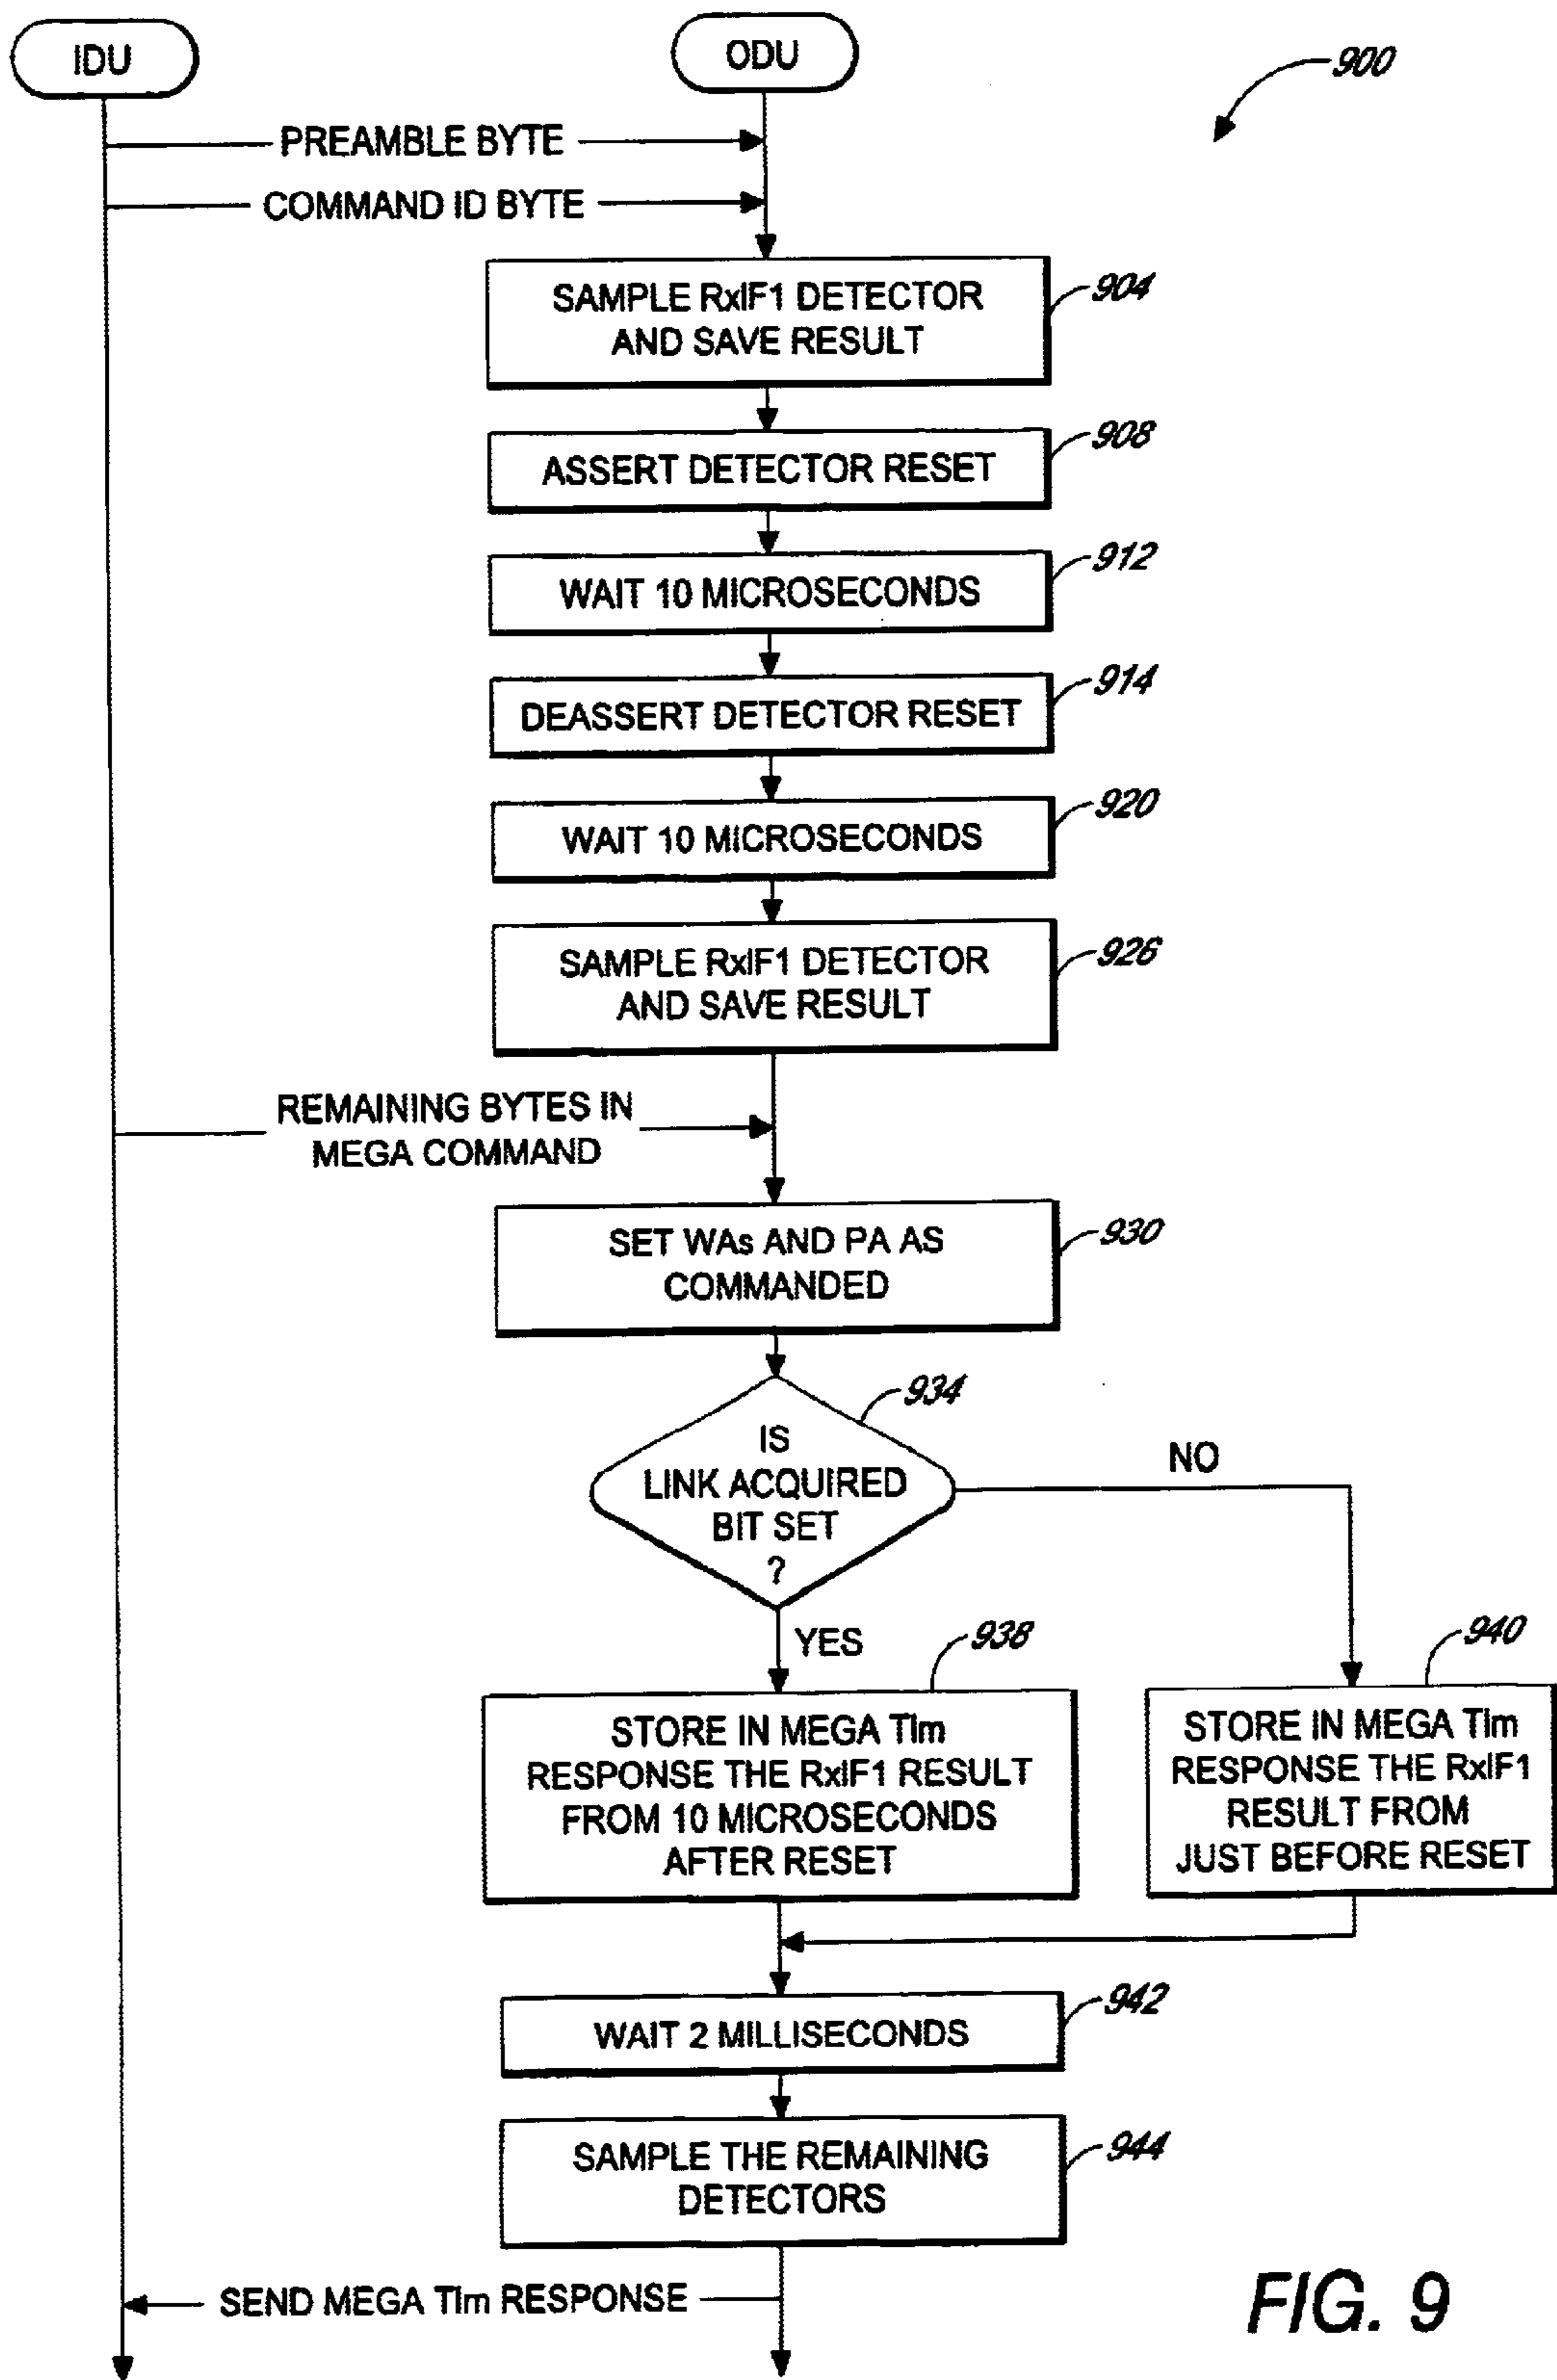 IDU
ODU
900
PREAMBLE BYTE
COMMAND ID BYTE
904
SAMPLE RxIF1 DETECTOR
AND SAVE RESULT
908
ASSERT DETECTOR RESET
912
WAIT 10 MICROSECONDS
914
DEASSERT DETECTOR RESET
920
WAIT 10 MICROSECONDS
926
SAMPLE RxIF1 DETECTOR
AND SAVE RESULT
REMAINING BYTES IN
MEGA COMMAND
930
SET WAs AND PA AS
COMMANDED
934
IS
LINK ACQUIRED
BIT SET
?
NO
YES
938
STORE IN MEGA Tlm
RESPONSE THE RxIF1 RESULT
FROM 10 MICROSECONDS
AFTER RESET
940
STORE IN MEGA Tlm
RESPONSE THE RxIF1
RESULT FROM
JUST BEFORE RESET
942
WAIT 2 MILLISECONDS
944
SAMPLE THE REMAINING
DETECTORS
SEND MEGA Tlm RESPONSE
FIG. 9